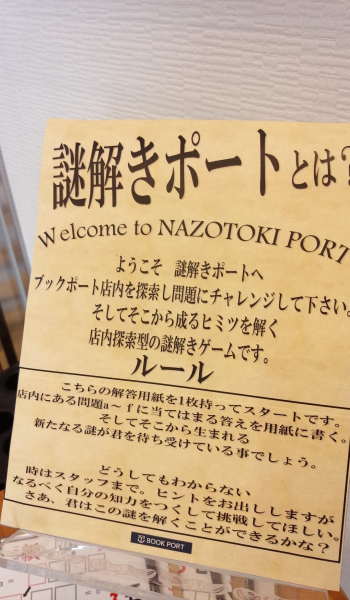 謎解きポートとは?
Welcome to NAZOTOKI PORT
ようこそ 謎解きポートへ
ブックポート店内を探索し問題にチャレンジして下さい。
そしてそこから成るヒミツを解く
店内探索型の謎解きゲームです。
ルール
こちらの解答用紙を1枚持ってスタートです。
店内にある問題a〜fに当てはまる答えを用紙に書く。
そしてそこから生まれる
新たなる謎が君を待ち受けている事でしょう。
どうしてもわからない
時はスタッフまで。ヒントをお出ししますが
なるべく自分の知力をつくして挑戦してほしい。
さあ、君はこの謎を解くことができるかな?
BOOK PORT